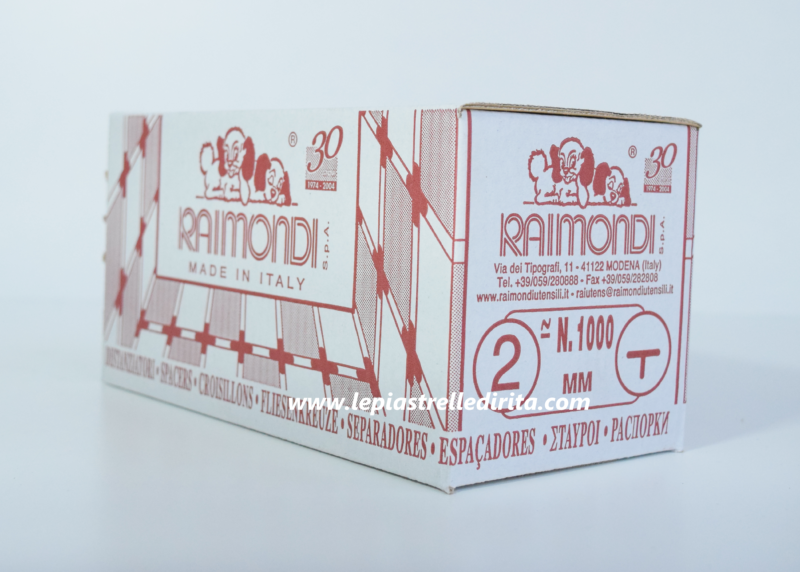 ®
30
1974 - 2004
RAIMONDI S.p.A.
MADE IN ITALY
DISTANZIATORI • SPACERS • CROISILLONS • FLIESENKREUZE • SEPARADORES • ESPAÇADORES • ΣΤΑΥΡΟΙ • РАСПОРКИ
®
30
1974 - 2004
RAIMONDI S.p.A.
Via dei Tipografi, 11 - 41122 MODENA (Italy)
Tel. +39/059/280888 - Fax +39/059/282808
www.raimondiutensili.it - raiutens@raimondiutensili.it
2 ~ N. 1000
MM
www.lepiastrelledirita.com